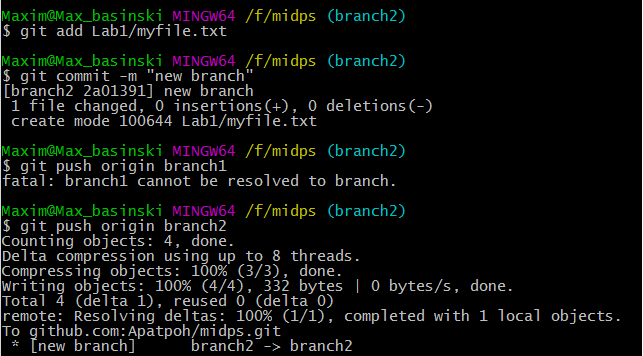 Maxim@Max_basinski MINGW64 /f/midps (branch2)
$ git add Lab1/myfile.txt
Maxim@Max_basinski MINGW64 /f/midps (branch2)
$ git commit -m "new branch"
[branch2 2a01391] new branch
 1 file changed, 0 insertions(+), 0 deletions(-)
 create mode 100644 Lab1/myfile.txt
Maxim@Max_basinski MINGW64 /f/midps (branch2)
$ git push origin branch1
fatal: branch1 cannot be resolved to branch.
Maxim@Max_basinski MINGW64 /f/midps (branch2)
$ git push origin branch2
Counting objects: 4, done.
Delta compression using up to 8 threads.
Compressing objects: 100% (3/3), done.
Writing objects: 100% (4/4), 332 bytes | 0 bytes/s, done.
Total 4 (delta 1), reused 0 (delta 0)
remote: Resolving deltas: 100% (1/1), completed with 1 local objects.
To github.com:Apatpoh/midps.git
 * [new branch]      branch2 -> branch2